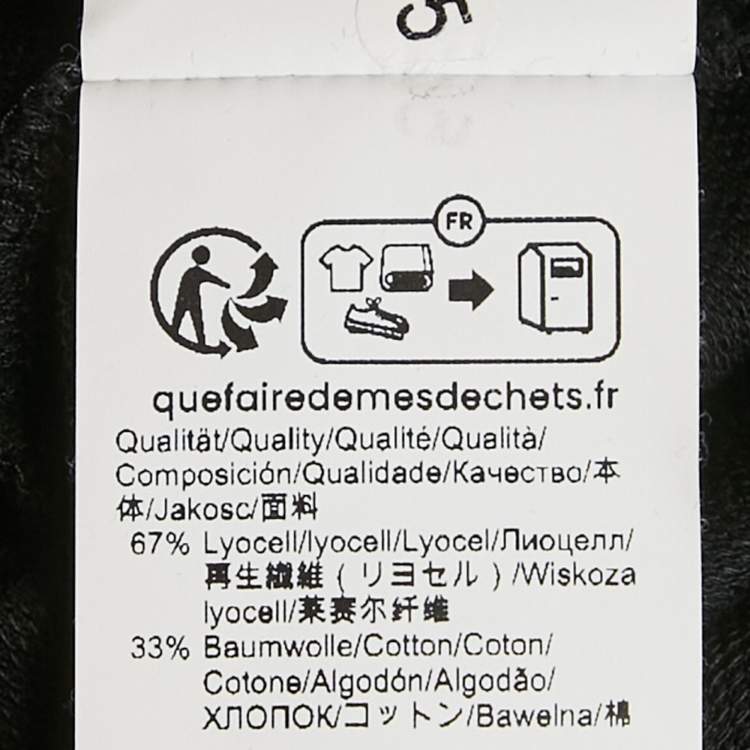 5
FR
quefairedemesdechets.fr
Qualität/Quality/Qualité/Qualità/
Composición/Qualidade/Качество/本
体/Jakosc/面料
67% Lyocell/lyocell/Lyocel/Лиоцелл/
再生繊維 ( リヨセル ) /Wiskoza
lyocell/莱赛尔纤维
33% Baumwolle/Cotton/Coton/
Cotone/Algodón/Algodão/
ХЛОПОК/コットン/Bawelna/棉